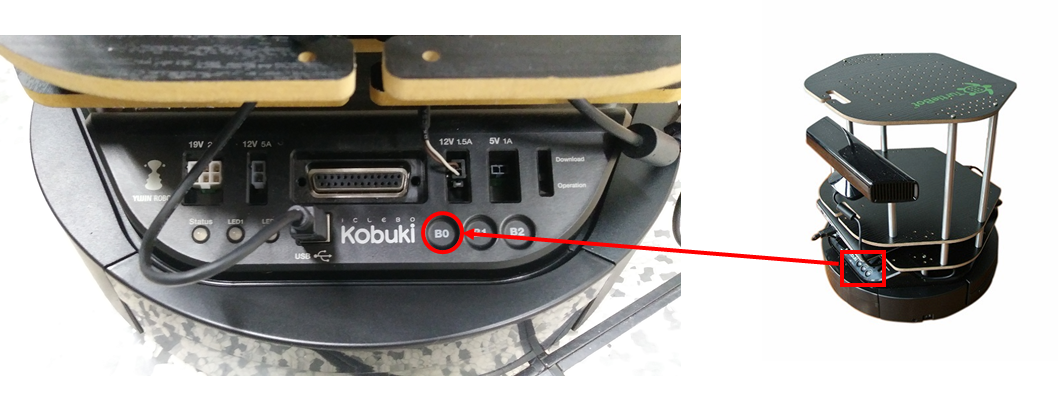 19V 2
12V 5A
12V 1.5A
5V 1A
Download
Operation
YUJIN ROBOT
Status
LED1
LE
USB
ICLEBO
Kobuki
B0
B1
B2
TurtleBot